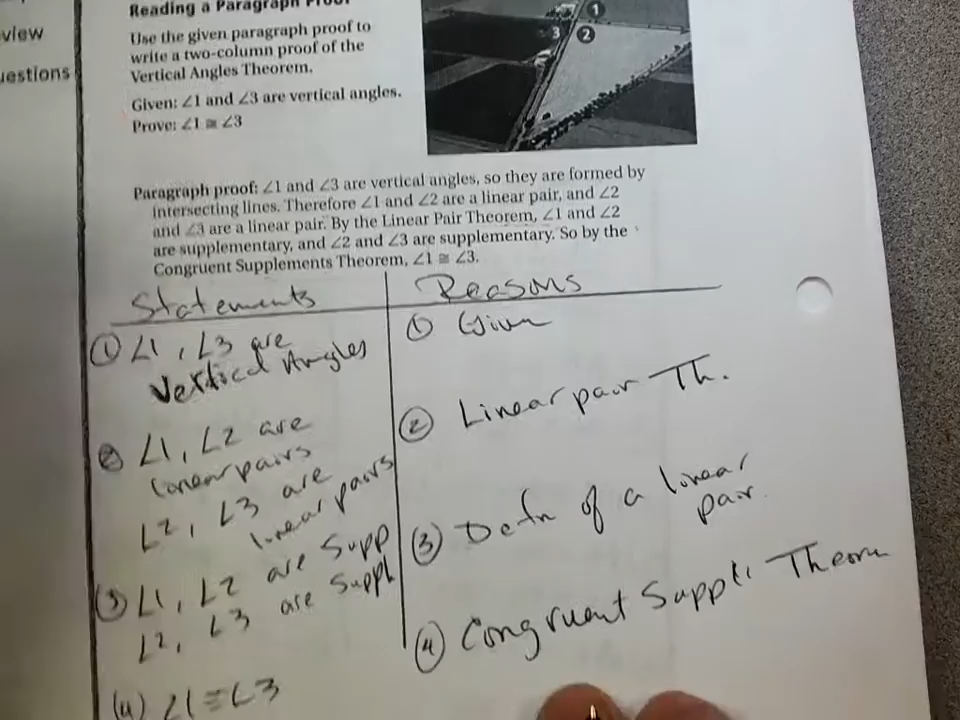 view
uestions
Reading a Paragraph Proof
Use the given paragraph proof to
write a two-column proof of the
Vertical Angles Theorem.
Given: ∠1 and ∠3 are vertical angles.
Prove: ∠1 ≅ ∠3
1
3 2
Paragraph proof: ∠1 and ∠3 are vertical angles, so they are formed by
intersecting lines. Therefore ∠1 and ∠2 are a linear pair, and ∠2
and ∠3 are a linear pair. By the Linear Pair Theorem, ∠1 and ∠2
are supplementary, and ∠2 and ∠3 are supplementary. So by the
Congruent Supplements Theorem, ∠1 ≅ ∠3.
Statements
Reasons
① ∠1, ∠3 are
Vertical Angles
① Given
② ∠1, ∠2 are
linear pairs
∠2, ∠3 are
linear pairs
② Linear pair Th.
(3) ∠1, ∠2 are Supp
∠2, ∠3 are Suppl
③ Defn of a linear
pair.
(4) ∠1 ≅ ∠3
④ Congruent Suppl. Theorem